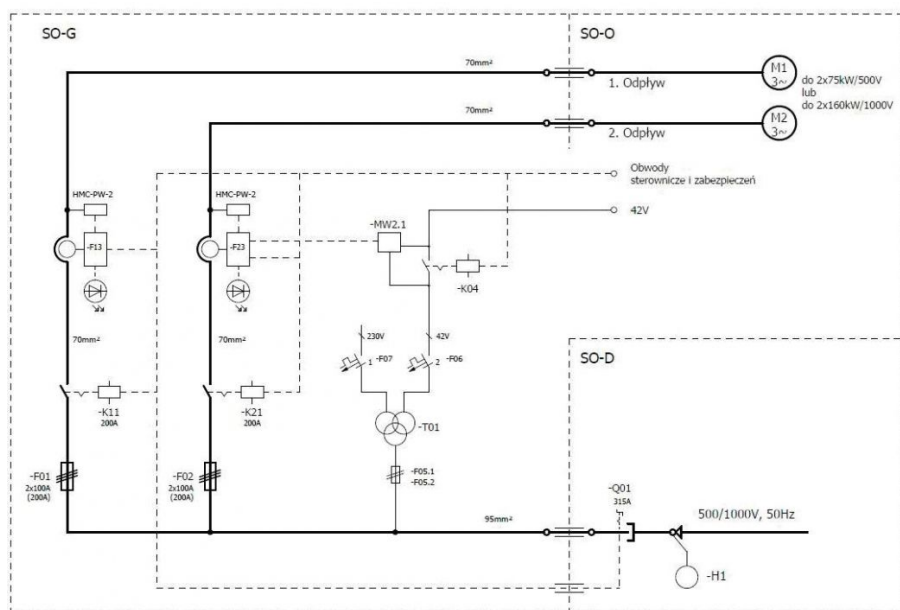 SO-G
SO-O
70mm²
M1
3~
1. Odpływ
do 2x75kW/500V
lub
do 2x160kW/1000V
70mm²
M2
3~
2. Odpływ
Obwody
sterownicze i zabezpieczeń
HMC-PW-2
HMC-PW-2
42V
-MW2.1
-F13
-F23
-K04
70mm²
70mm²
230V
42V
1
-F07
2
-F06
SO-D
-K11
200A
-K21
200A
-T01
-F01
2x100A
(200A)
-F02
2x100A
(200A)
-F05.1
-F05.2
-Q01
315A
95mm²
500/1000V, 50Hz
-H1